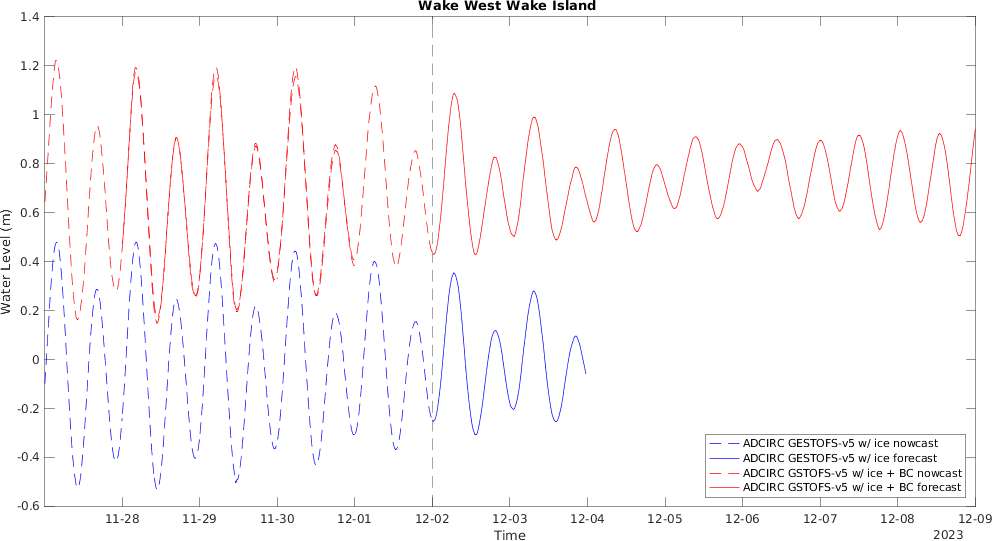 Wake West Wake Island
1.4
1.2
1
0.8
0.6
0.4
0.2
0
-0.2
-0.4
-0.6
Water Level (m)
ADCIRC GESTOFS-v5 w/ ice nowcast
ADCIRC GESTOFS-v5 w/ ice forecast
ADCIRC GSTOFS-v5 w/ ice + BC nowcast
ADCIRC GSTOFS-v5 w/ ice + BC forecast
11-28 11-29 11-30 12-01 12-02 12-03 12-04 12-05 12-06 12-07 12-08 12-09
Time
2023